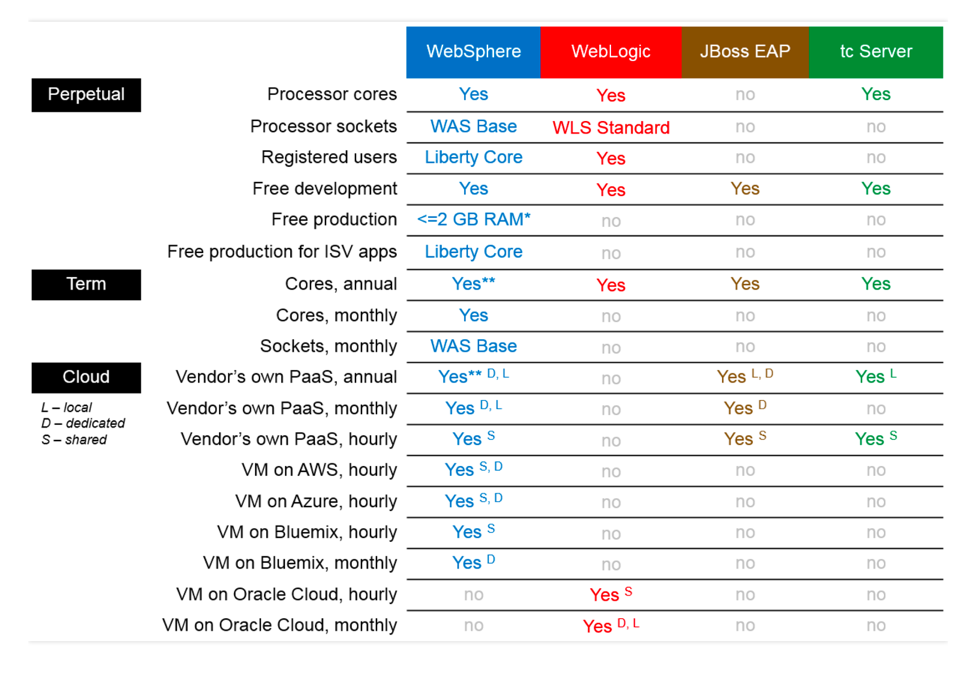 WebSphere WebLogic JBoss EAP tc Server
Perpetual Processor cores Yes Yes no Yes
Processor sockets WAS Base WLS Standard no no
Registered users Liberty Core Yes no no
Free development Yes Yes Yes Yes
Free production <=2 GB RAM* no no no
Free production for ISV apps Liberty Core no no no
Term Cores, annual Yes** Yes Yes Yes
Cores, monthly Yes no no no
Sockets, monthly WAS Base no no no
Cloud Vendor's own PaaS, annual Yes** D, L no Yes L, D Yes L
L – local Vendor's own PaaS, monthly Yes D, L no Yes D no
D – dedicated
S – shared Vendor's own PaaS, hourly Yes S no Yes S Yes S
VM on AWS, hourly Yes S, D no no no
VM on Azure, hourly Yes S, D no no no
VM on Bluemix, hourly Yes S no no no
VM on Bluemix, monthly Yes D no no no
VM on Oracle Cloud, hourly no Yes S no no
VM on Oracle Cloud, monthly no Yes D, L no no